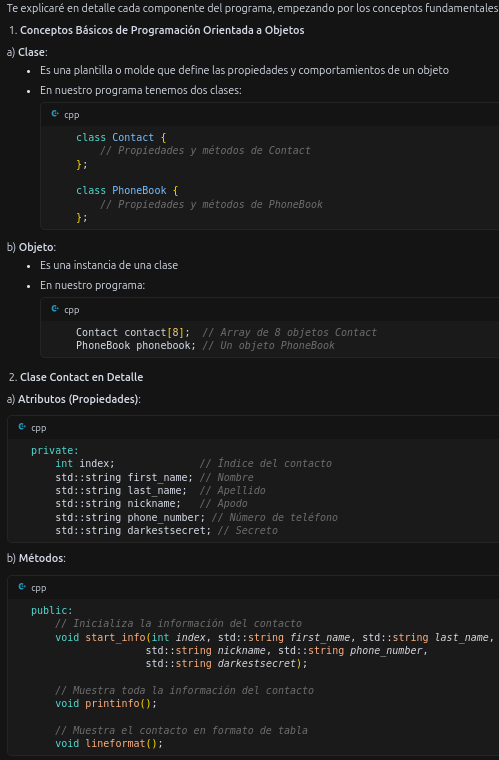 Te explicaré en detalle cada componente del programa, empezando por los conceptos fundamentales
1. Conceptos Básicos de Programación Orientada a Objetos
a) Clase:
• Es una plantilla o molde que define las propiedades y comportamientos de un objeto
• En nuestro programa tenemos dos clases:
cpp
class Contact {
// Propiedades y métodos de Contact
};
class PhoneBook {
// Propiedades y métodos de PhoneBook
};
b) Objeto:
• Es una instancia de una clase
• En nuestro programa:
cpp
Contact contact[8];  // Array de 8 objetos Contact
PhoneBook phonebook; // Un objeto PhoneBook
2. Clase Contact en Detalle
a) Atributos (Propiedades):
cpp
private:
int index;              // Índice del contacto
std::string first_name; // Nombre
std::string last_name;  // Apellido
std::string nickname;   // Apodo
std::string phone_number; // Número de teléfono
std::string darkestsecret; // Secreto
b) Métodos:
cpp
public:
// Inicializa la información del contacto
void start_info(int index, std::string first_name, std::string last_name,
std::string nickname, std::string phone_number,
std::string darkestsecret);
// Muestra toda la información del contacto
void printinfo();
// Muestra el contacto en formato de tabla
void lineformat();